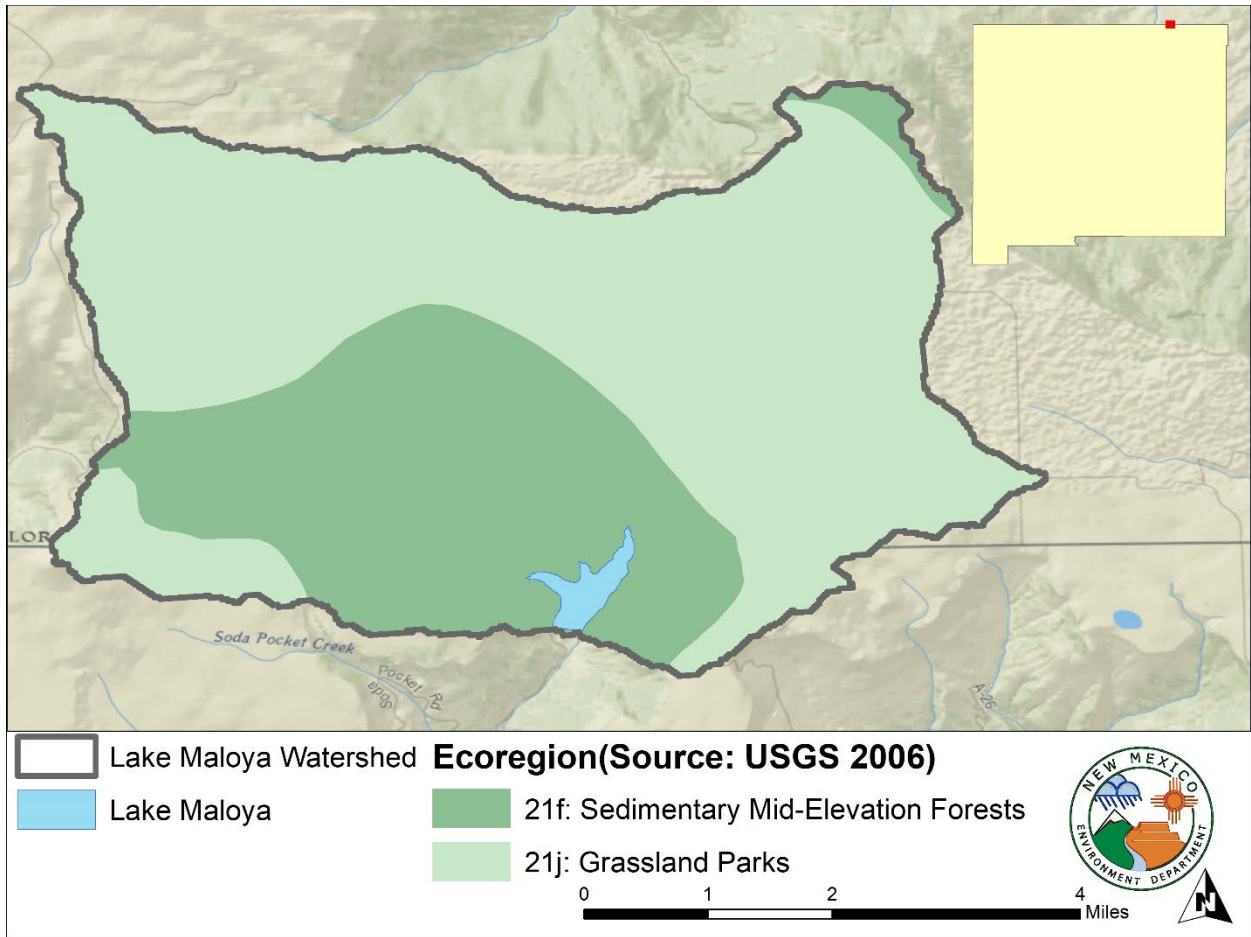 LOR
Soda Pocket Creek
Pocket Rd
Soda
A-26
Lake Maloya Watershed
Lake Maloya
Ecoregion(Source: USGS 2006)
21f: Sedimentary Mid-Elevation Forests
21j: Grassland Parks
0 1 2 4
Miles
NEW MEXICO
ENVIRONMENT DEPARTMENT
N